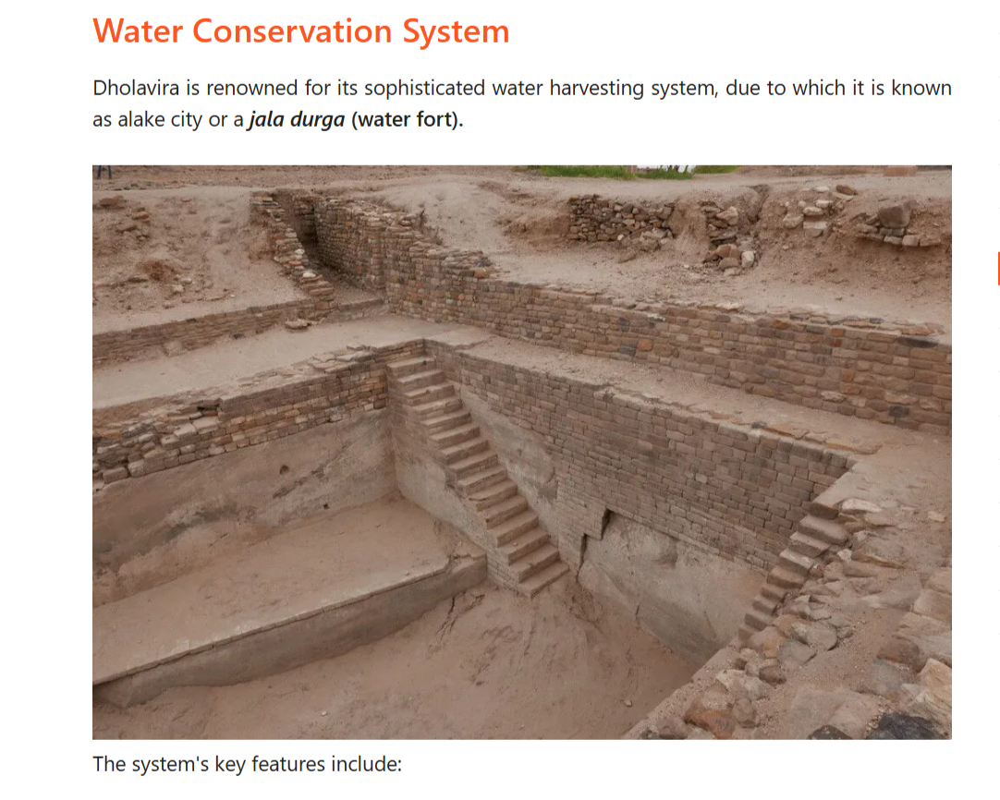 Water Conservation System
Dholavira is renowned for its sophisticated water harvesting system, due to which it is known
as alake city or a jala durga (water fort).
The system's key features include: